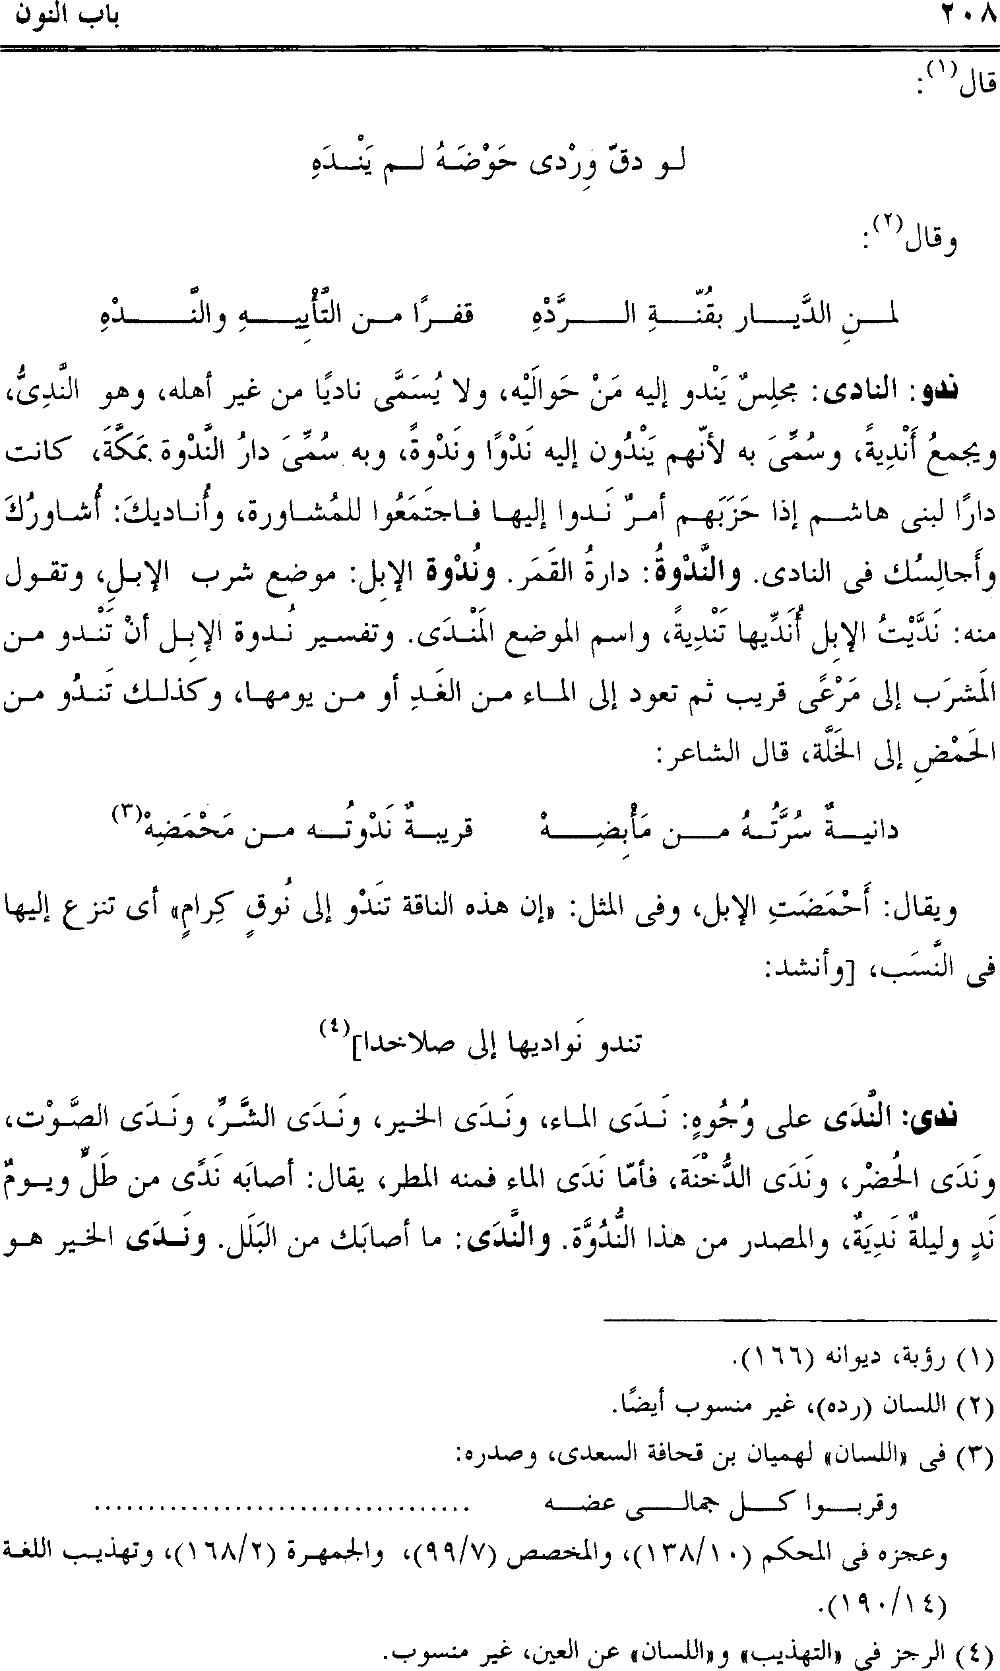 ٢٠٨ باب النون
قال(١):
لو دقّ وِرْدى حَوْضَهُ لم يَنْدَهِ
وقال(٢):
لمنِ الدَّيار بقُنّةِ الرَّدْهِ قفرًا من التَّأْيِيهِ والنَّدْهِ
ندو: النادى: مجلِسٌ يَنْدو إليه مَنْ حَوالَيْه، ولا يُسَمَّى ناديًا من غير أهله، وهو النَّدِىُّ،
ويجمعُ أَنْدِيةً، وسُمِّىَ به لأنّهم يَنْدُون إليه نَدْوًا ونَدْوةً، وبه سُمِّىَ دارُ النَّدْوة بمَكَّةَ، كانت
دارًا لبنى هاشم إذا حَزَبَهم أمرٌ نَدوا إليها فاجتَمَعُوا للمُشاورة، وأُناديكَ: أُشاورُكَ
وأَجالِسُك فى النادى. والنَّدْوةُ: دارةُ القَمَر. ونُدْوة الإبل: موضع شرب الإبلِ، وتقول
منه: نَدَّيْتُ الإبل أُنَدِّيها تَنْدِيةً، واسم الموضع المَنْدَى. وتفسير نُدوة الإبل أنْ تَنْدو من
المَشرَب إلى مَرْعًى قريب ثم تعود إلى الماء من الغَدِ أو من يومها، وكذلك تَندُو من
الحَمْضِ إلى الخَلَّة، قال الشاعر:
دانيةٌ سُرَّتُهُ من مَأْبِضِهْ قريبةٌ نَدْوتُه من مَحْمَضِهْ(٣)
ويقال: أَحْمَضَتِ الإبل، وفى المثل: «إن هذه الناقة تَندْو إلى نُوقٍ كِرامٍ» أى تنزع إليها
فى النَّسَب، [وأنشد:
تندو نَواديها إلى صلاخدا](٤)
ندى: النَّدَى على وُجُوهٍ: نَدَى الماء، ونَدَى الخير، ونَدَى الشَّرِّ، ونَدَى الصَّوْت،
ونَدَى الحُضْر، ونَدَى الدُّخْنَة، فأمّا نَدَى الماء فمنه المطر، يقال: أصابَه نَدًى من طَلٍّ ويومٌ
نَدٍ وليلةٌ نَدِيَةٌ، والمصدر من هذا النُّدُوَّة. والنَّدَى: ما أصابَك من البَلَل. ونَدَى الخير هو
(١) رؤبة، ديوانه (١٦٦).
(٢) اللسان (رده)، غير منسوب أيضًا.
(٣) فى «اللسان» لهميان بن قحافة السعدى، وصدره:
وقربوا كل جمالى عضه ..................................
وعجزه فى المحكم (١٣٨/١٠)، والمخصص (٩٩/٧)، والجمهرة (١٦٨/٢)، وتهذيب اللغة
(١٩٠/١٤).
(٤) الرجز فى «التهذيب» و«اللسان» عن العين، غير منسوب.